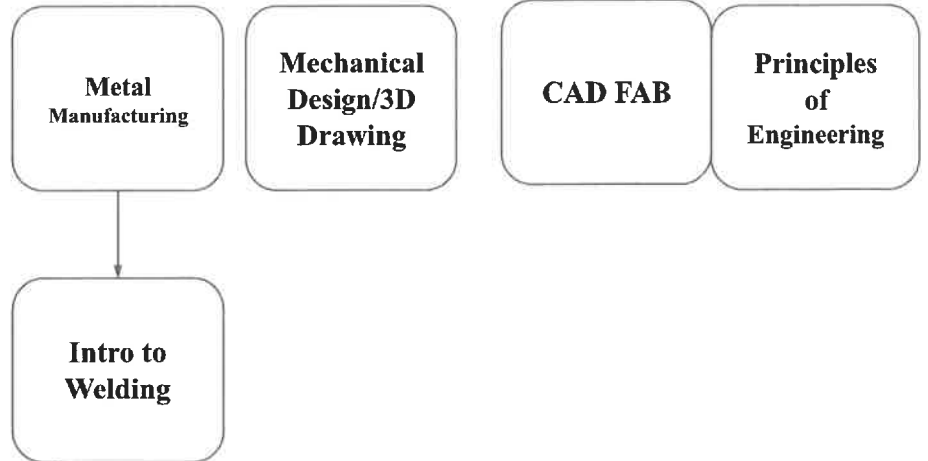 Metal
Manufacturing
Mechanical
Design/3D
Drawing
CAD FAB
Principles
of
Engineering
Intro to
Welding